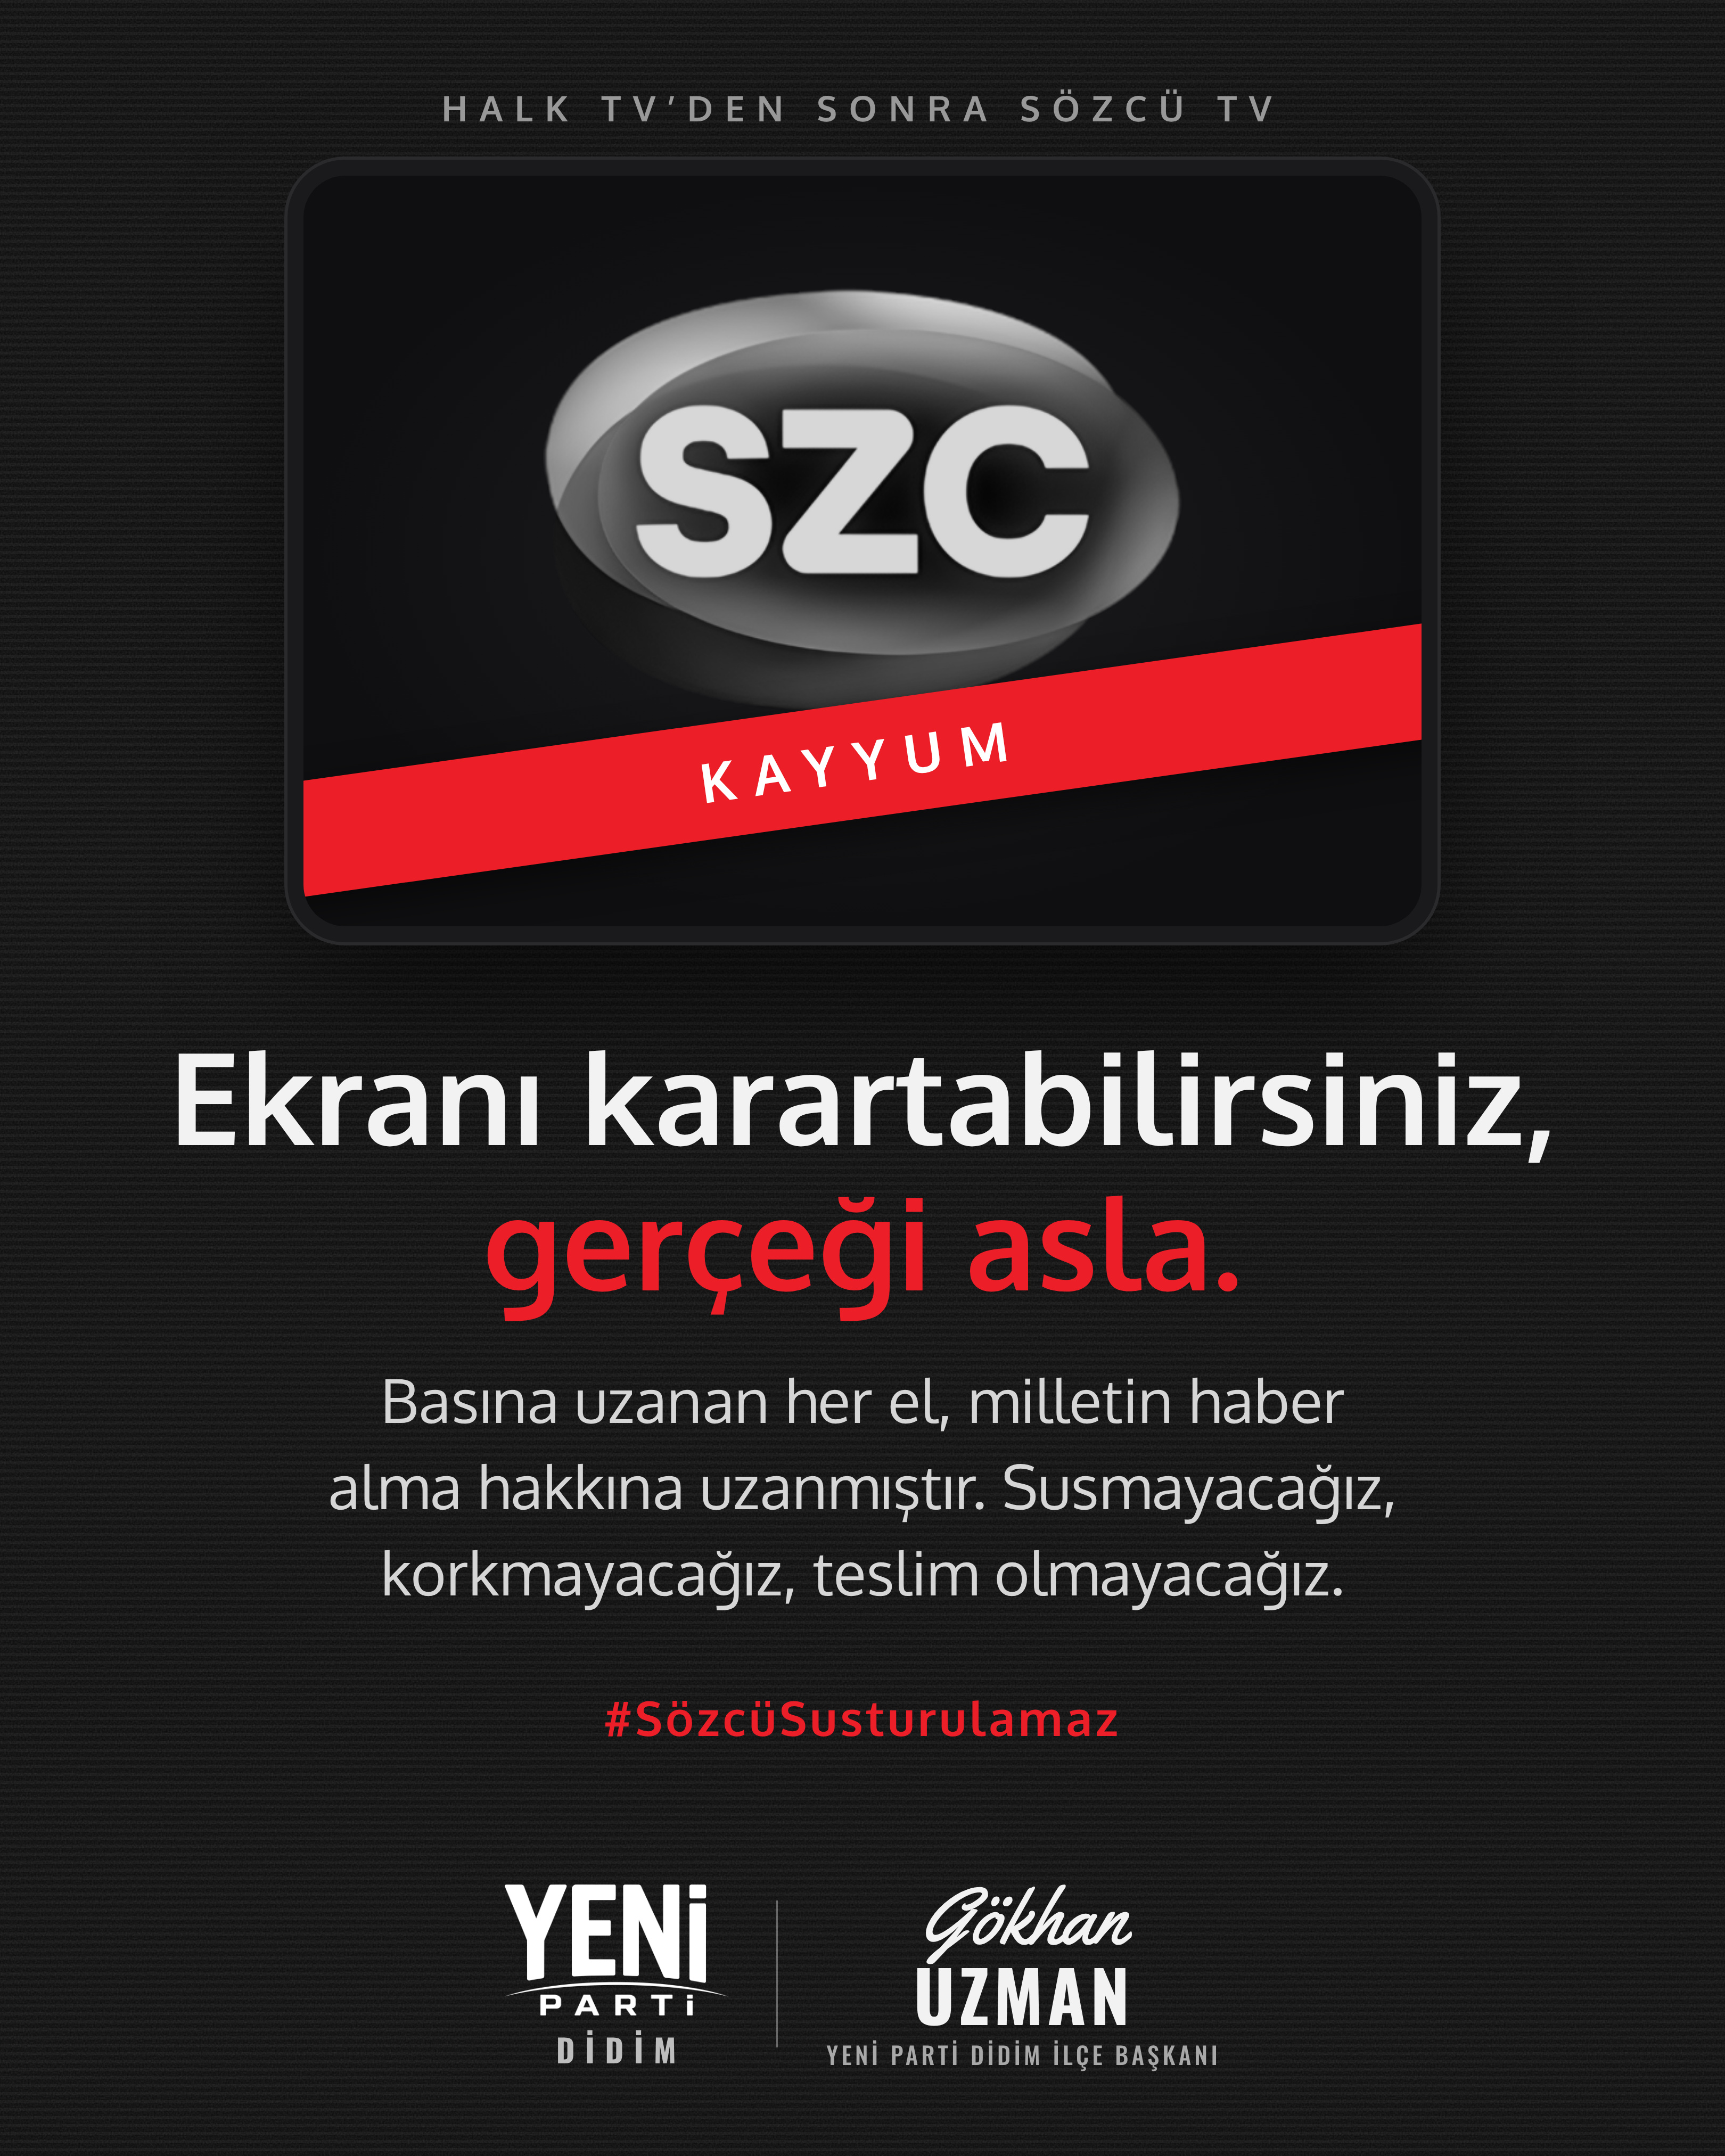 HALK TV’DEN SONRA SÖZCÜ TV
SZC
KAYYUM
Ekranı karartabilirsiniz,
gerçeği asla.
Basına uzanan her el, milletin haber
alma hakkına uzanmıştır. Susmayacağız,
korkmayacağız, teslim olmayacağız.
#SözcüSusturulamaz
YENİ
PARTİ
DİDİM
Gökhan
UZMAN
YENİ PARTİ DİDİM İLÇE BAŞKANI